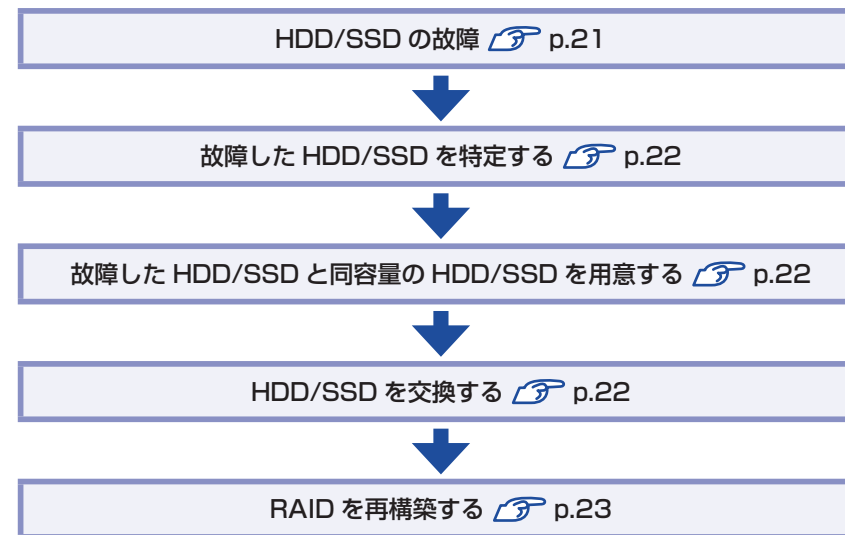 HDD/SSD の故障 p.21
故障した HDD/SSD を特定する p.22
故障した HDD/SSD と同容量の HDD/SSD を用意する p.22
HDD/SSD を交換する p.22
RAID を再構築する p.23